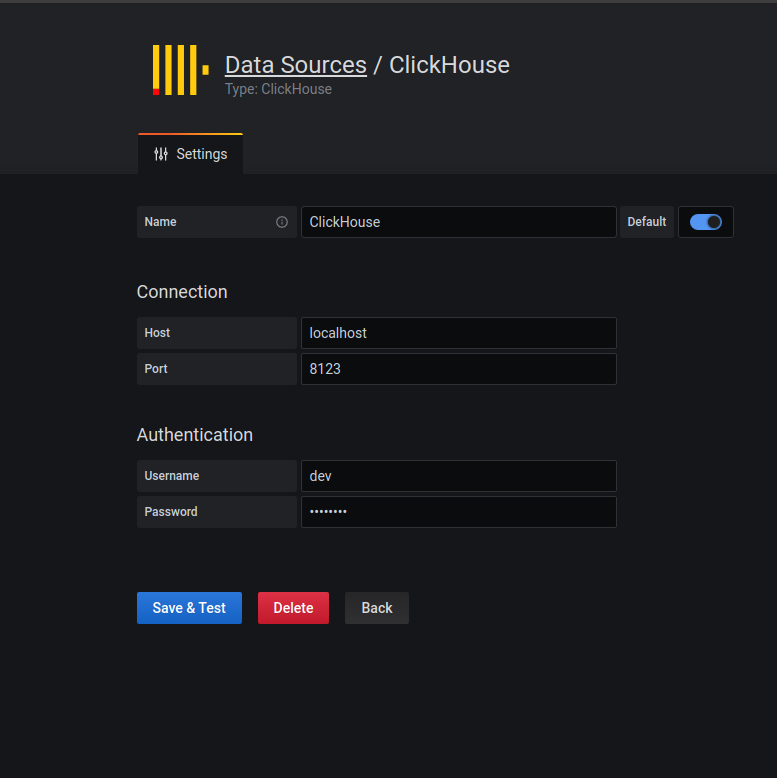 Data Sources / ClickHouse
Type: ClickHouse
Settings
Name ClickHouse Default
Connection
Host localhost
Port 8123
Authentication
Username dev
Password ••••••••
Save & Test Delete Back